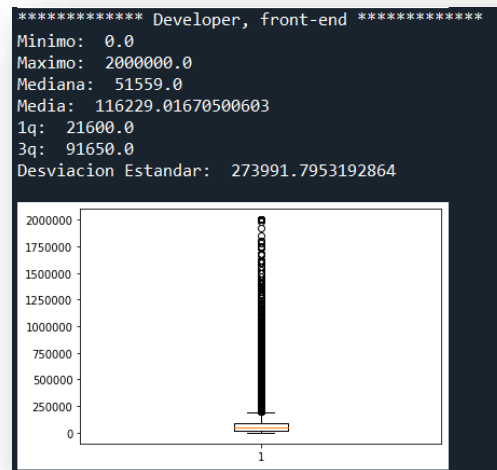 ************* Developer, front-end *************
Minimo:  0.0
Maximo:  2000000.0
Mediana:  51559.0
Media:  116229.01670500603
1q:  21600.0
3q:  91650.0
Desviacion Estandar:  273991.7953192864
2000000
1750000
1500000
1250000
1000000
750000
500000
250000
0
1